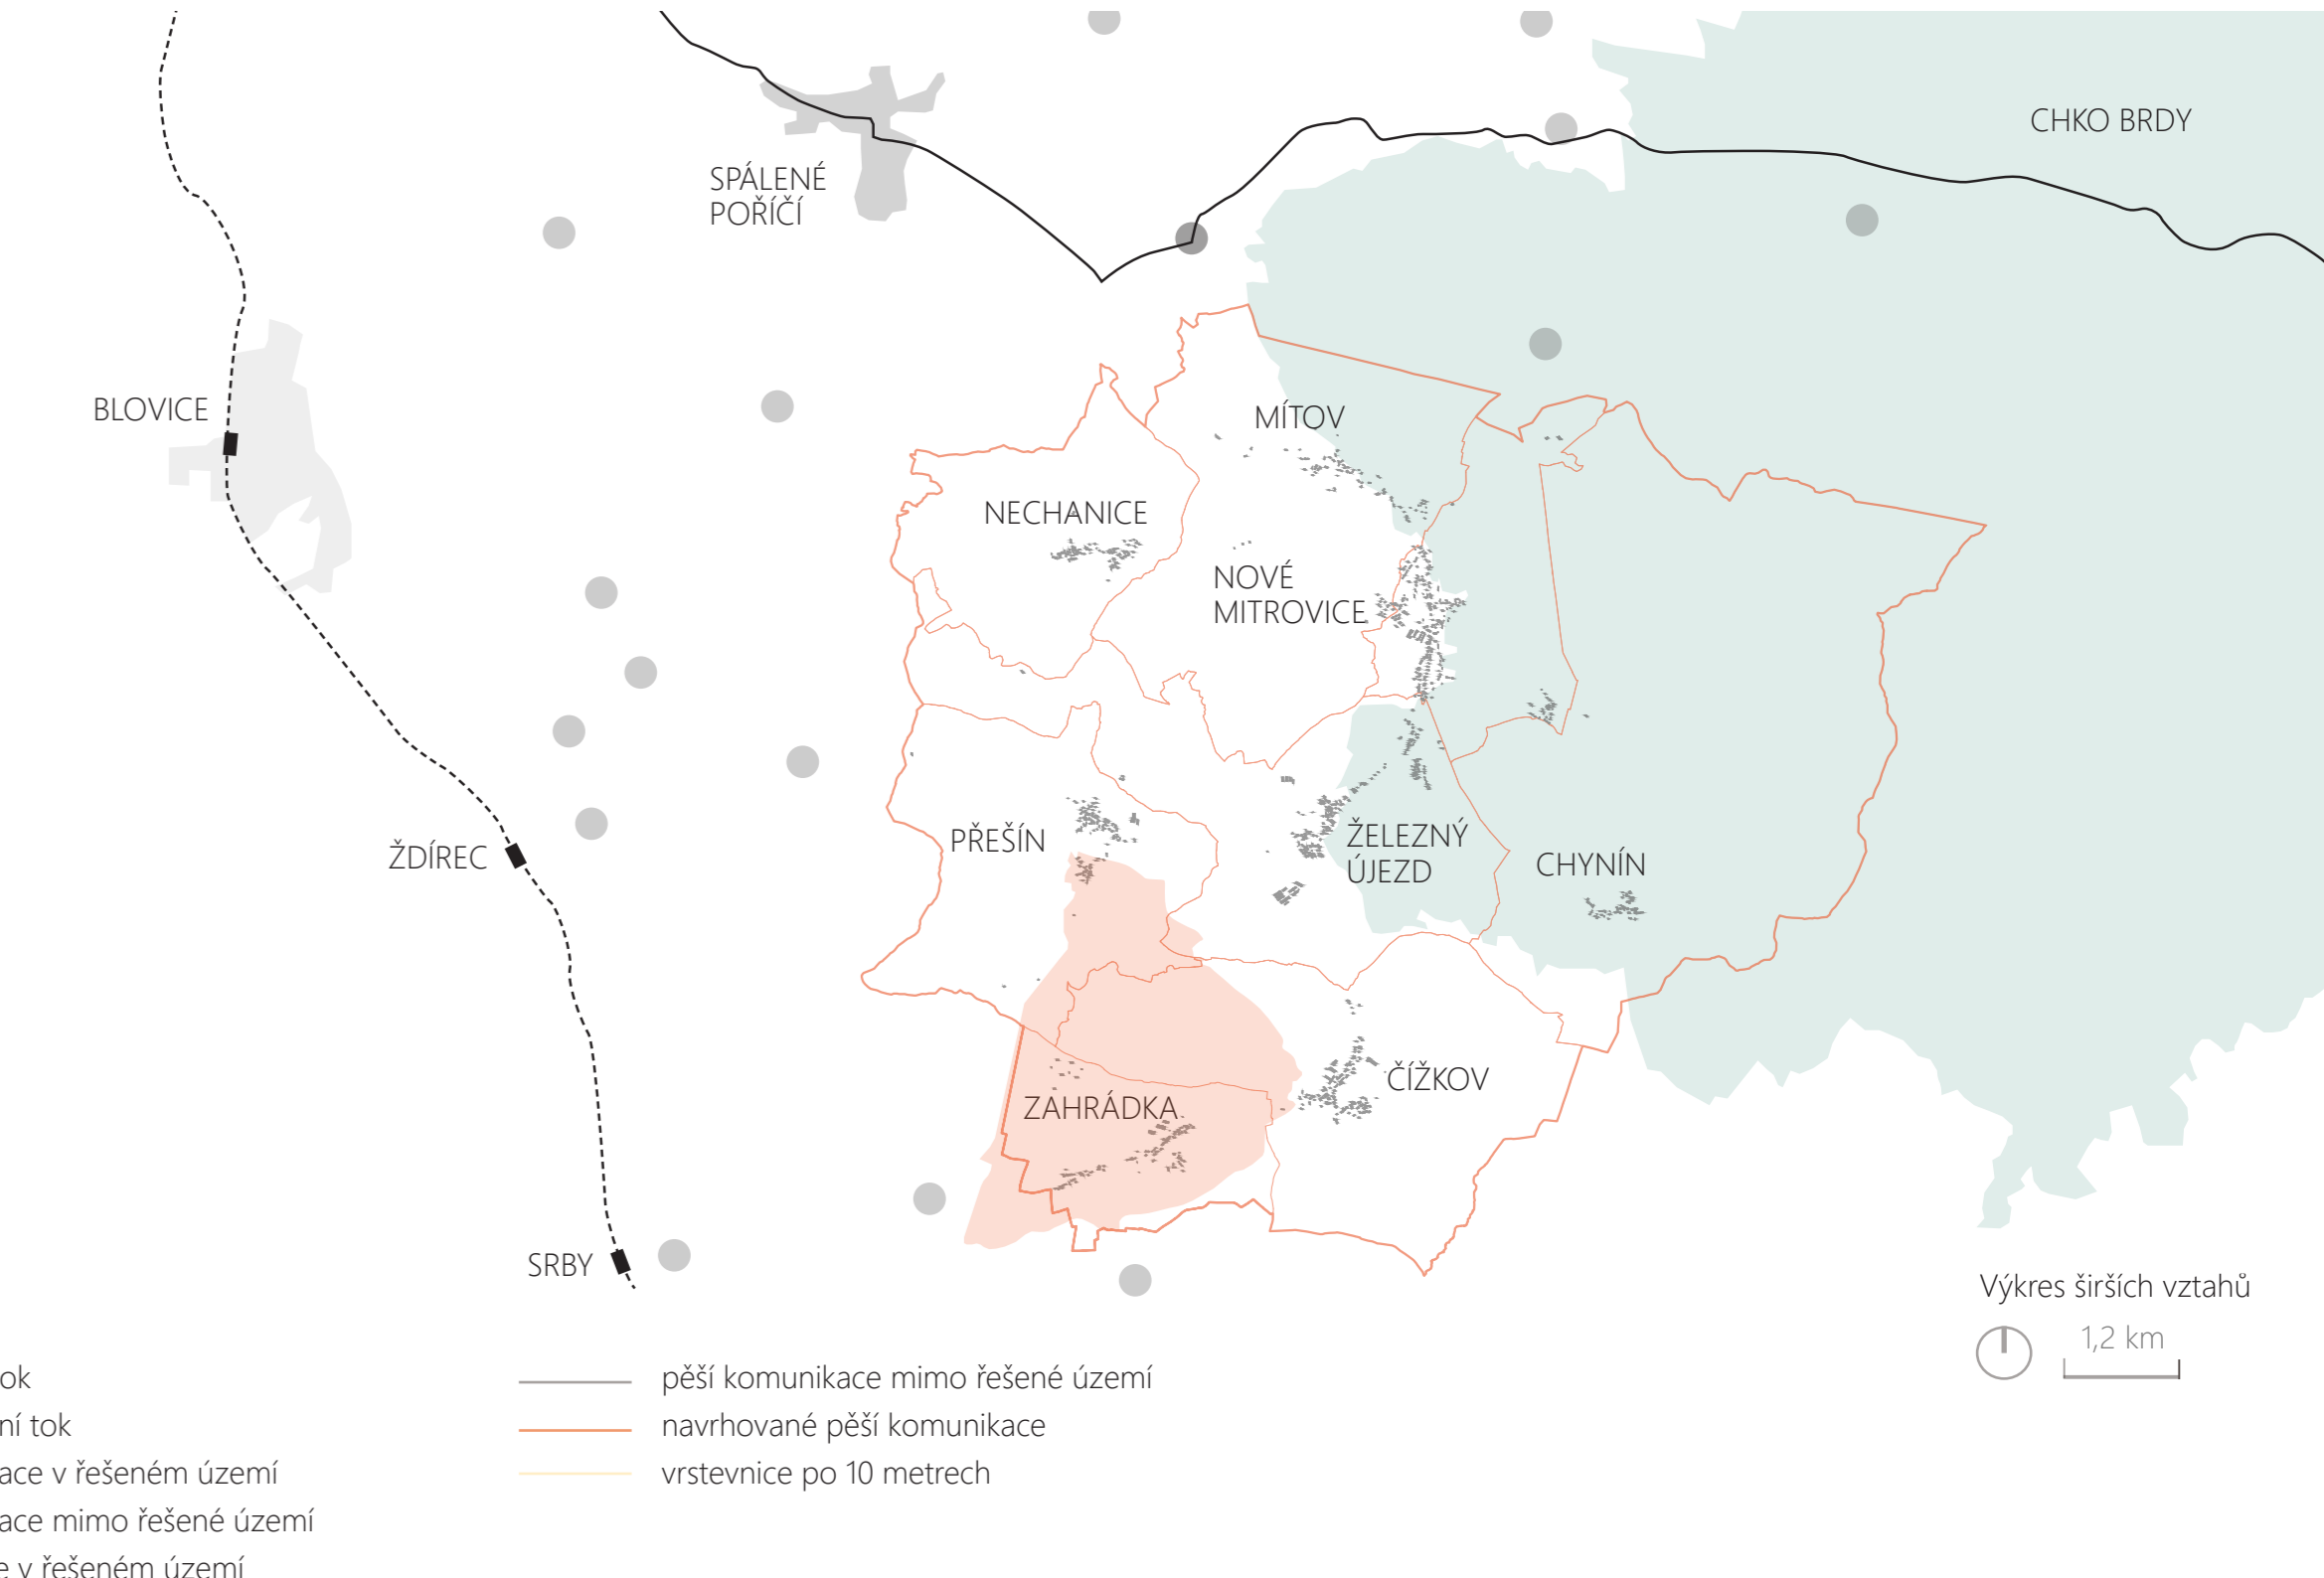 CHKO BRDY
SPÁLENÉ
POŘÍČÍ
BLOVICE
MÍTOV
NECHANICE
NOVÉ
MITROVICE
PŘEŠÍN
ŽELEZNÝ
ÚJEZD
CHYNÍN
ŽDÍREC
ČÍŽKOV
ZAHRÁDKA
SRBY
Výkres širších vztahů
1,2 km
ok
ní tok
ace v řešeném území
ace mimo řešené území
e v řešeném území
pěší komunikace mimo řešené území
navrhované pěší komunikace
vrstevnice po 10 metrech